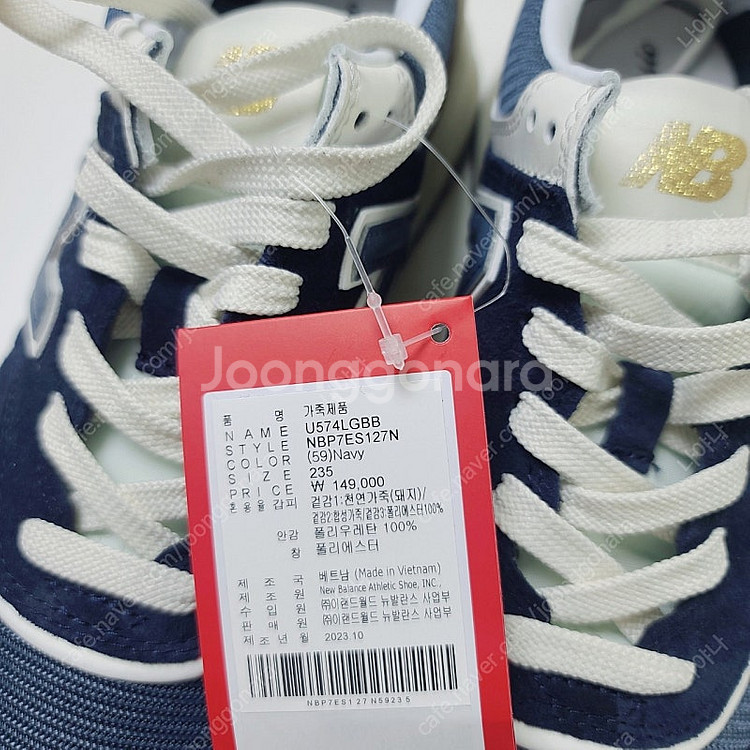 NB
NB
Joonggonara
품 명 가죽제품
NAME U574LGBB
STYLE NBP7ES127N
COLOR (59)Navy
SIZE 235
PRICE ₩ 149,000
혼용율 갑피 겉감1:천연가죽(돼지)/
겉감2:합성가죽/겉감3:폴리에스터100%
안감 폴리우레탄 100%
창 폴리에스터
제 조 국 베트남 (Made in Vietnam)
제 조 원 New Balance Athletic Shoe, INC.,
수 입 원 ㈜이랜드월드 뉴발란스 사업부
판 매 원 ㈜이랜드월드 뉴발란스 사업부
제조년월 2023.10
NBP7ES127N59235